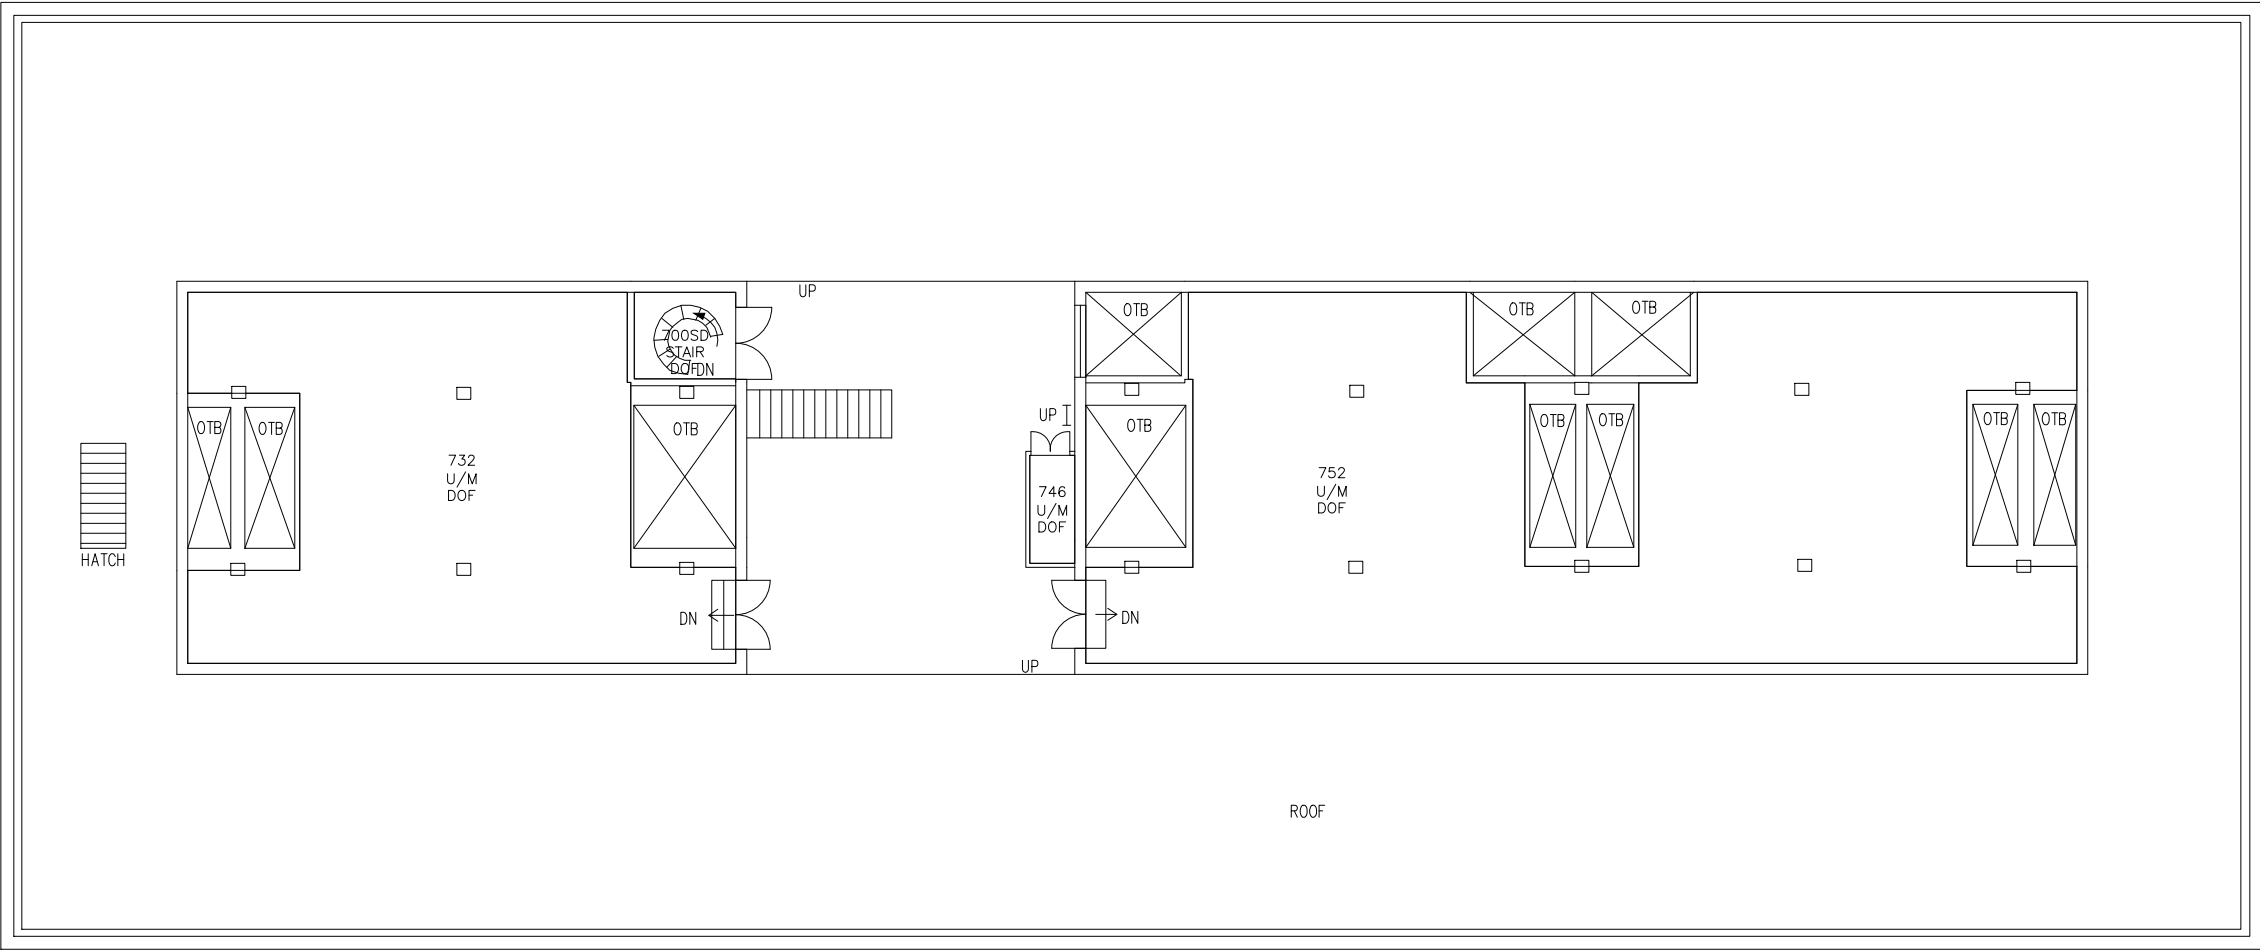 UP
OTB
OTB
OTB
700SD
STAIR
DOF
DN
OTB
OTB
OTB
UP
OTB
OTB
OTB
OTB
OTB
732
U/M
DOF
752
U/M
DOF
746
U/M
DOF
HATCH
DN
DN
UP
ROOF